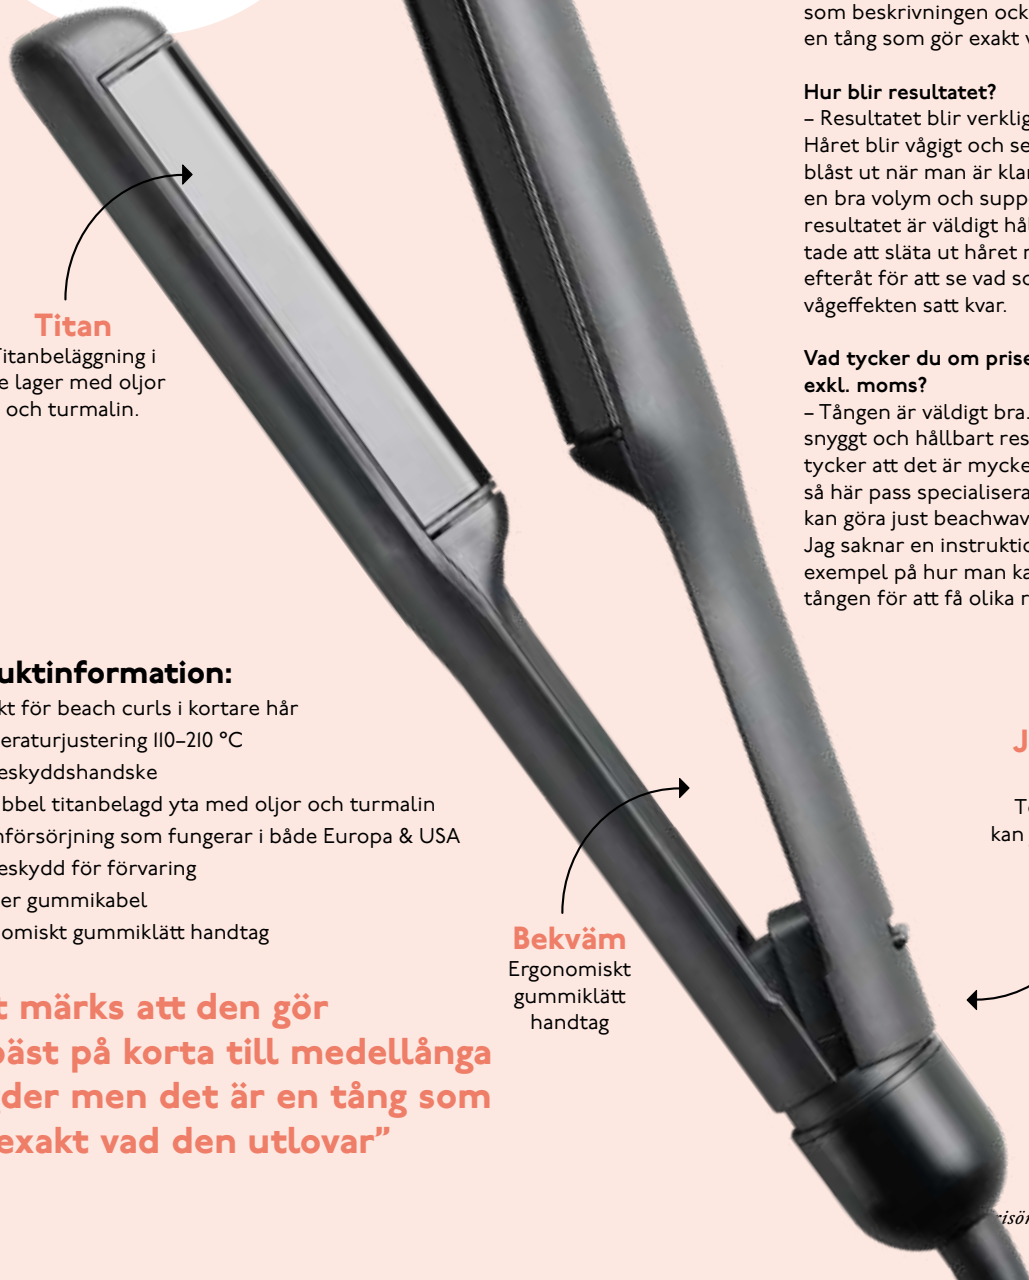 som beskrivningen ock
en tång som gör exakt v
Hur blir resultatet?
– Resultatet blir verklig
Håret blir vågigt och se
blåst ut när man är klar
en bra volym och supp
resultatet är väldigt hål
tade att släta ut håret m
efteråt för att se vad so
vågeffekten satt kvar.
Vad tycker du om prise
exkl. moms?
– Tången är väldigt bra.
snyggt och hållbart res
tycker att det är mycke
så här pass specialisera
kan göra just beachwav
Jag saknar en instruktio
exempel på hur man ka
tången för att få olika r
Titan
Titanbeläggning i
e lager med oljor
och turmalin.
uktinformation:
kt för beach curls i kortare hår
eraturjustering 110–210 °C
eskyddshandske
bbel titanbelagd yta med oljor och turmalin
nförsörjning som fungerar i både Europa & USA
eskydd för förvaring
er gummikabel
omiskt gummiklätt handtag
t märks att den gör
bäst på korta till medellånga
gder men det är en tång som
exakt vad den utlovar”
Bekväm
Ergonomiskt
gummiklätt
handtag
J
Te
kan
risör